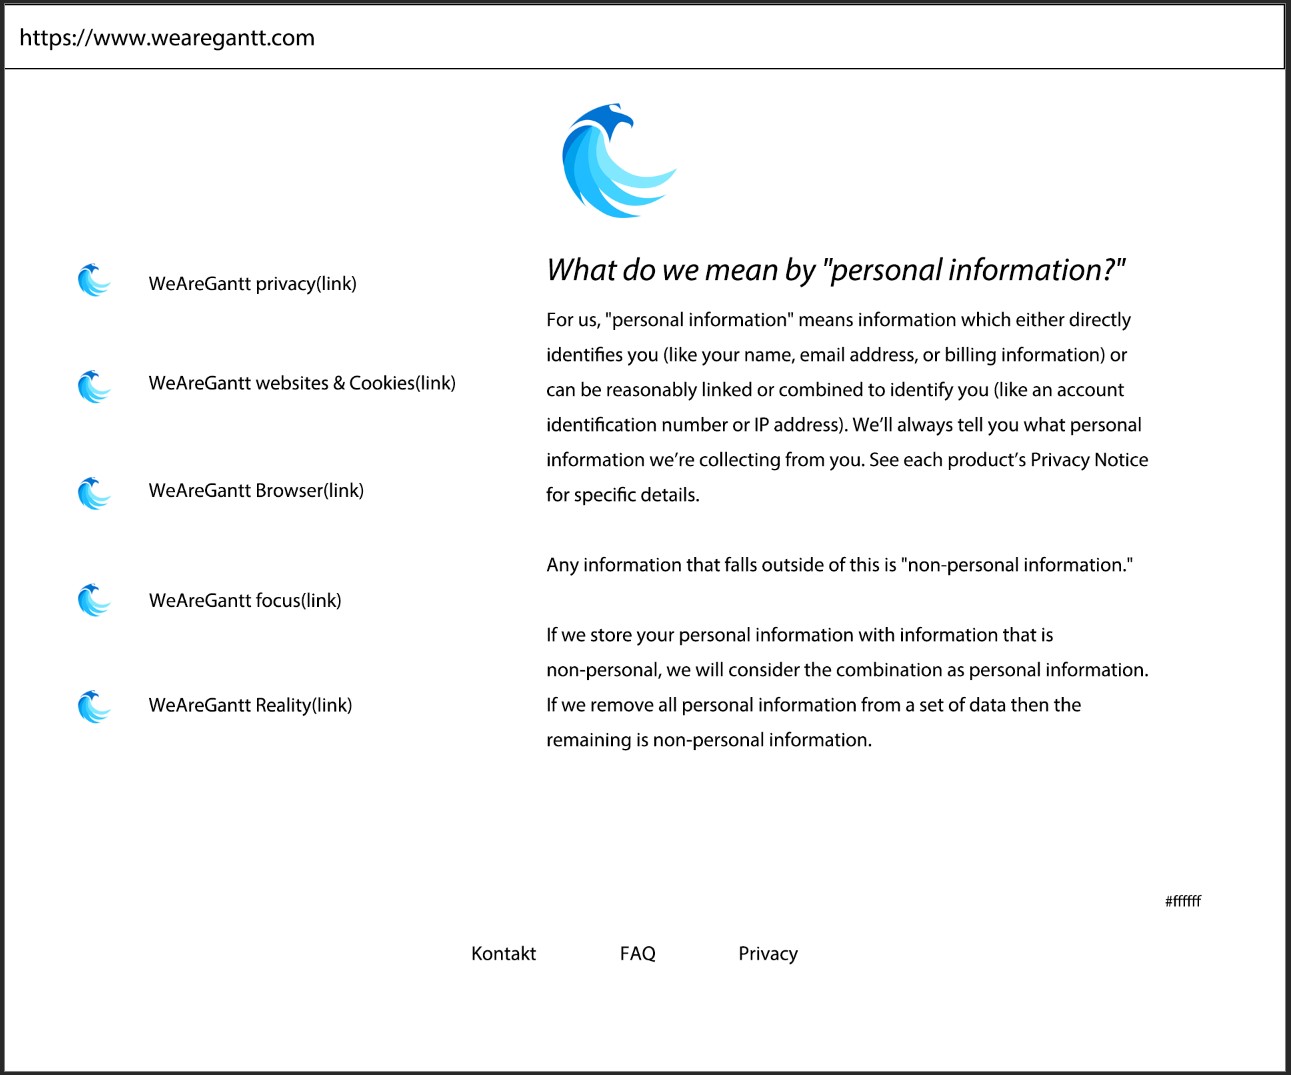 https://www.wearegantt.com
WeAreGantt privacy(link)
WeAreGantt websites & Cookies(link)
WeAreGantt Browser(link)
WeAreGantt focus(link)
WeAreGantt Reality(link)
What do we mean by "personal information?"
For us, "personal information" means information which either directly
identifies you (like your name, email address, or billing information) or
can be reasonably linked or combined to identify you (like an account
identification number or IP address). We’ll always tell you what personal
information we’re collecting from you. See each product’s Privacy Notice
for specific details.
Any information that falls outside of this is "non-personal information."
If we store your personal information with information that is
non-personal, we will consider the combination as personal information.
If we remove all personal information from a set of data then the
remaining is non-personal information.
#ffffff
Kontakt FAQ Privacy